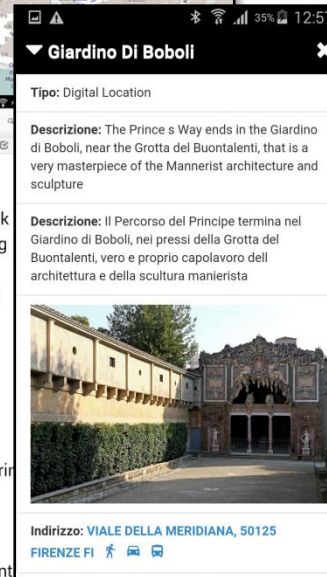 35% 12:57
Giardino Di Boboli
Tipo: Digital Location
Descrizione: The Prince s Way ends in the Giardino
di Boboli, near the Grotta del Buontalenti, that is a
very masterpiece of the Mannerist architecture and
sculpture
Descrizione: Il Percorso del Principe termina nel
Giardino di Boboli, nei pressi della Grotta del
Buontalenti, vero e proprio capolavoro dell
architettura e della scultura manierista
Indirizzo: VIALE DELLA MERIDIANA, 50125
FIRENZE FI